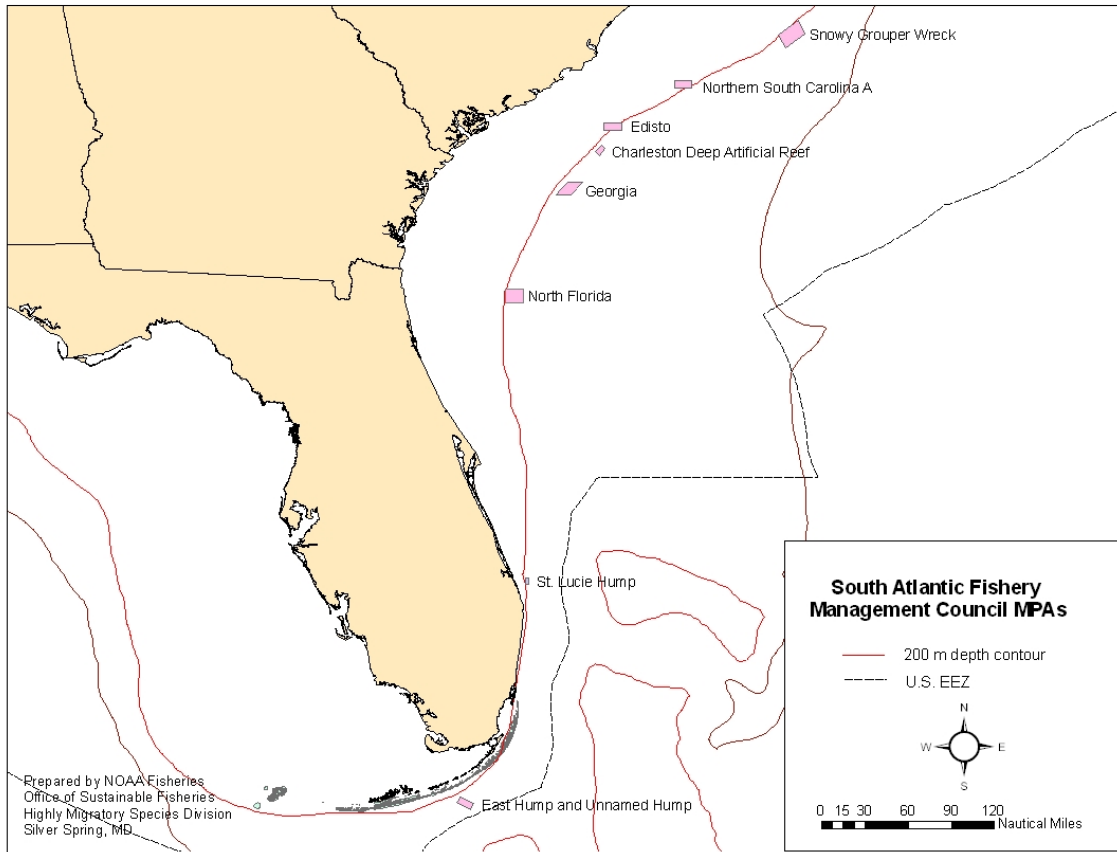 Snowy Grouper Wreck
Northern South Carolina A
Edisto
Charleston Deep Artificial Reef
Georgia
North Florida
St. Lucie Hump
East Hump and Unnamed Hump
Prepared by NOAA Fisheries
Office of Sustainable Fisheries
Highly Migratory Species Division
Silver Spring, MD
South Atlantic Fishery
Management Council MPAs
200 m depth contour
U.S. EEZ
N
W E
S
0 15 30 60 90 120
Nautical Miles